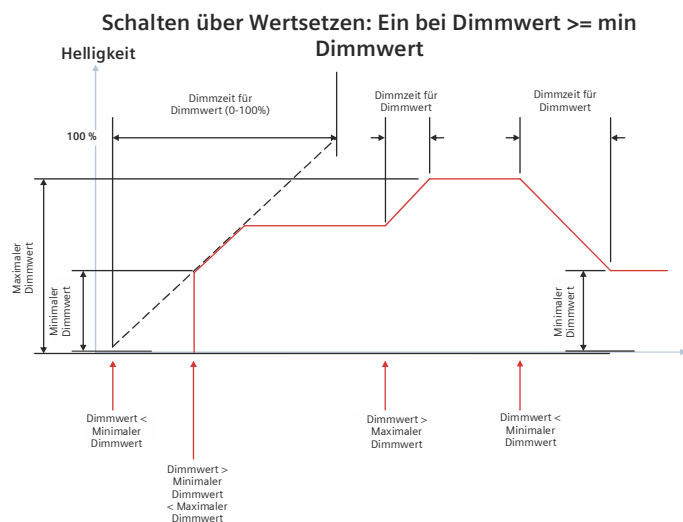 Schalten über Wertsetzen: Ein bei Dimmwert >= min
Dimmwert
Helligkeit
Dimmzeit für
Dimmwert (0-100%)
Dimmzeit für
Dimmwert
Dimmzeit für
Dimmwert
100 %
Maximaler
Dimmwert
Minimaler
Dimmwert
Minimaler
Dimmwert
Dimmwert <
Minimaler
Dimmwert
Dimmwert >
Minimaler
Dimmwert
< Maximaler
Dimmwert
Dimmwert >
Maximaler
Dimmwert
Dimmwert <
Minimaler
Dimmwert